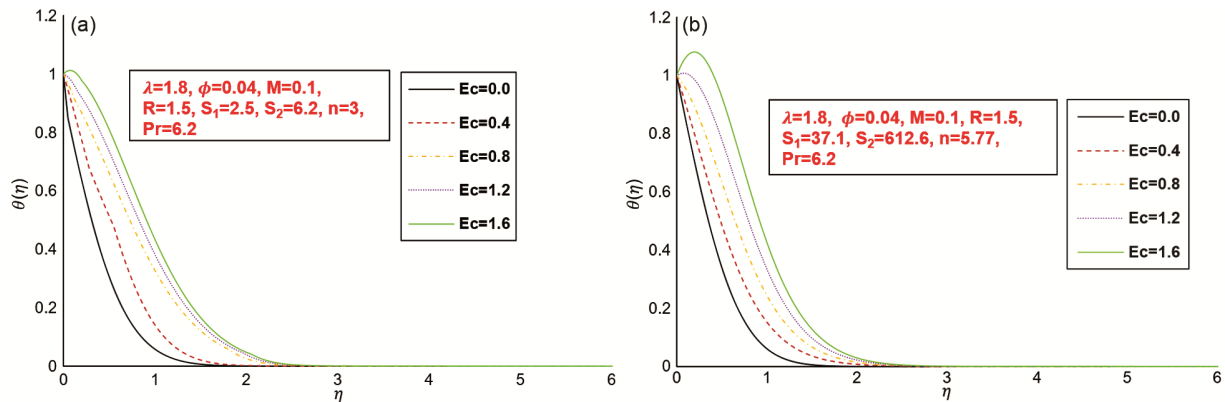 (a)
1.2
1
0.8
0.6
0.4
0.2
0
θ(η)
λ=1.8, ϕ=0.04, M=0.1,
R=1.5, S₁=2.5, S₂=6.2, n=3,
Pr=6.2
Ec=0.0
Ec=0.4
Ec=0.8
Ec=1.2
Ec=1.6
0 1 2 3 4 5 6
η
(b)
1.2
1
0.8
0.6
0.4
0.2
0
θ(η)
λ=1.8, ϕ=0.04, M=0.1, R=1.5,
S₁=37.1, S₂=612.6, n=5.77,
Pr=6.2
Ec=0.0
Ec=0.4
Ec=0.8
Ec=1.2
Ec=1.6
0 1 2 3 4 5 6
η